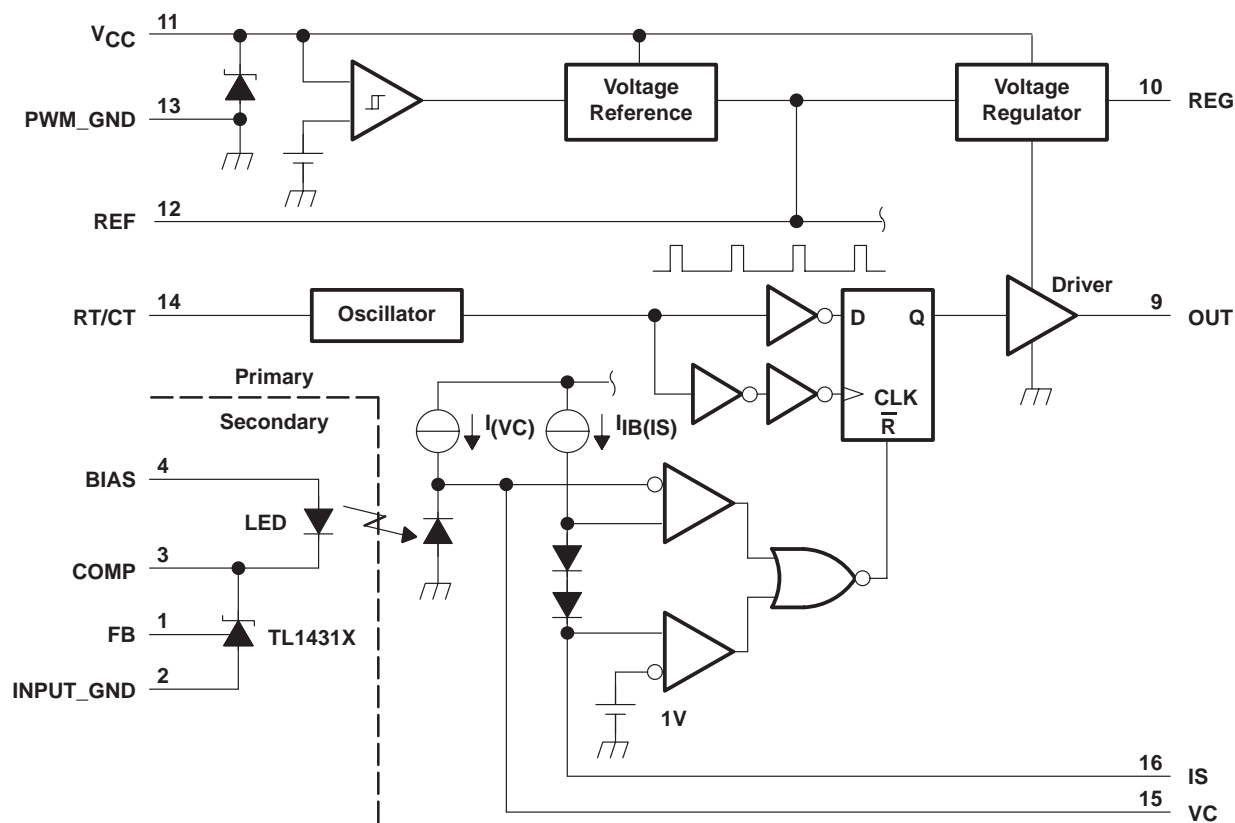 VCC 11
Voltage Reference
Voltage Regulator
10 REG
PWM_GND 13
REF 12
RT/CT 14
Oscillator
D Q
CLK
R̅
Driver
9 OUT
Primary
Secondary
I(VC)
IIB(IS)
BIAS 4
LED
COMP 3
FB 1
TL1431X
INPUT_GND 2
1V
16 IS
15 VC